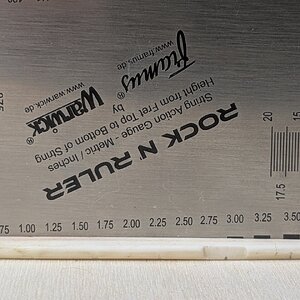 ROCK N RULER
String Action Gauge - Metric / Inches
Height from Fret Top to Bottom of String
by
Warwick®
www.warwick.de
Framus®
www.framus.de
20
15
17.5
.75 1.00 1.25 1.50 1.75 2.00 2.25 2.50 2.75 3.00 3.25 3.50